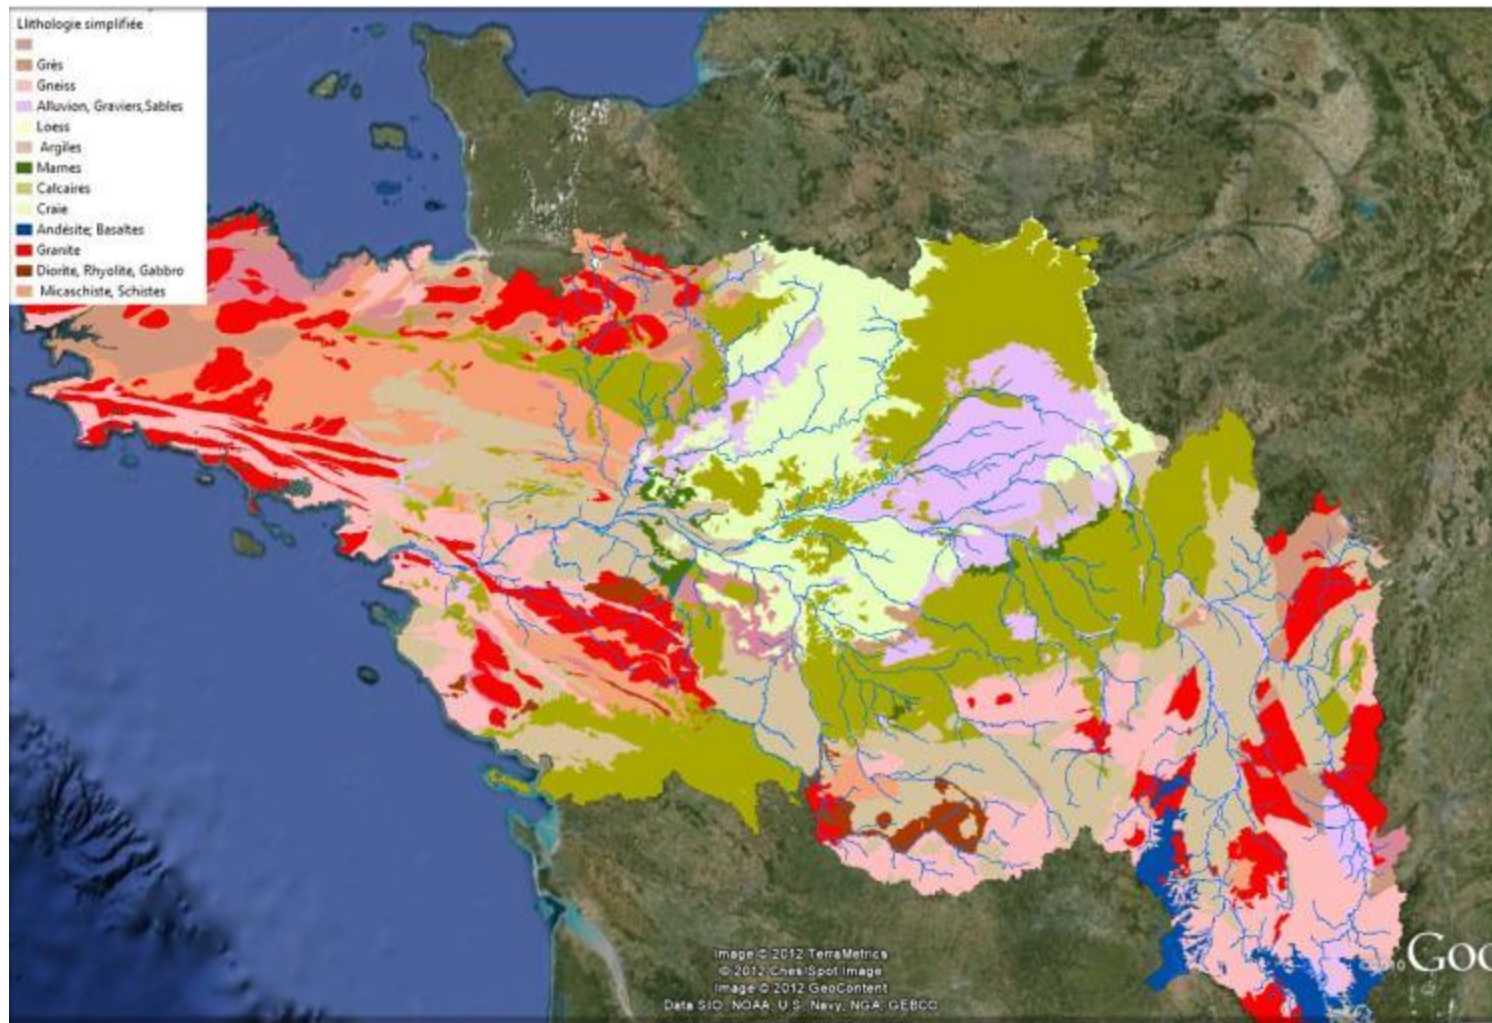 Llithologie simplifiée
Grès
Gneiss
Alluvion, Graviers,Sables
Loess
Argiles
Marnes
Calcaires
Craie
Andésite; Basaltes
Granite
Diorite, Rhyolite, Gabbro
Micaschiste, Schistes
Image © 2012 TerraMetrics
© 2012 Cnes/Spot Image
Image © 2012 GeoContent
Data SIO, NOAA, U.S. Navy, NGA, GEBCO
Goo